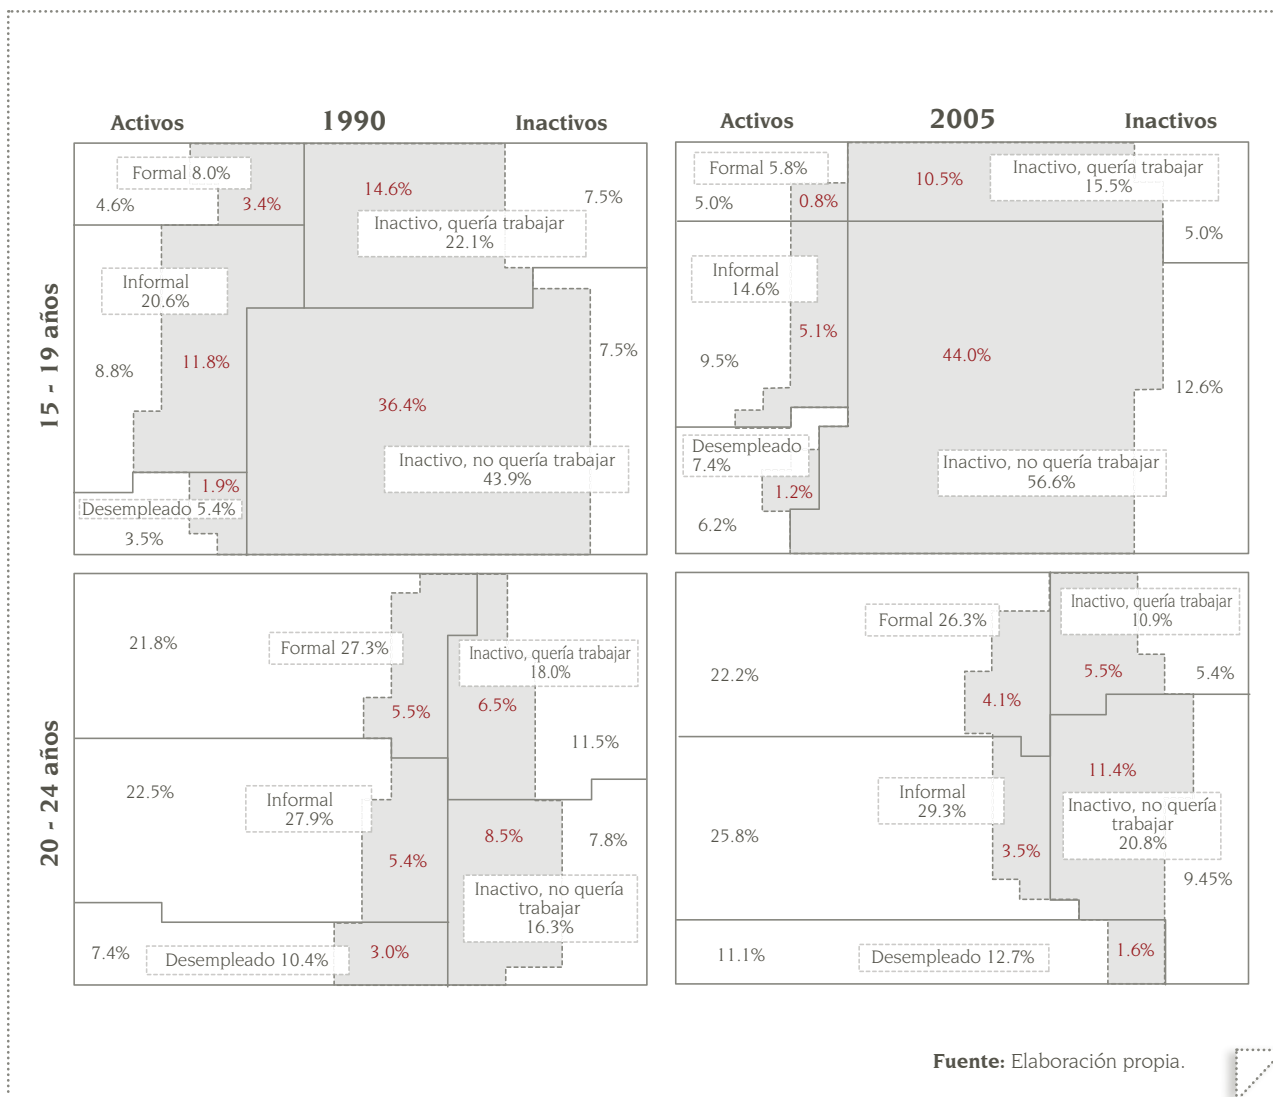 Activos
1990
Inactivos
Activos
2005
Inactivos
15 - 19 años
Formal 8.0%
4.6%
3.4%
14.6%
7.5%
Inactivo, quería trabajar
22.1%
Informal
20.6%
8.8%
11.8%
7.5%
36.4%
Inactivo, no quería trabajar
43.9%
1.9%
Desempleado 5.4%
3.5%
Formal 5.8%
5.0%
0.8%
10.5%
Inactivo, quería trabajar
15.5%
5.0%
Informal
14.6%
9.5%
5.1%
44.0%
12.6%
Desempleado
7.4%
Inactivo, no quería trabajar
56.6%
1.2%
6.2%
20 - 24 años
21.8%
Formal 27.3%
5.5%
Inactivo, quería trabajar
18.0%
6.5%
11.5%
22.5%
Informal
27.9%
5.4%
8.5%
7.8%
Inactivo, no quería
trabajar
16.3%
7.4%
Desempleado 10.4%
3.0%
Formal 26.3%
22.2%
4.1%
Inactivo, quería trabajar
10.9%
5.5%
5.4%
Informal
29.3%
25.8%
3.5%
11.4%
Inactivo, no quería
trabajar
20.8%
9.45%
11.1%
Desempleado 12.7%
1.6%
Fuente: Elaboración propia.